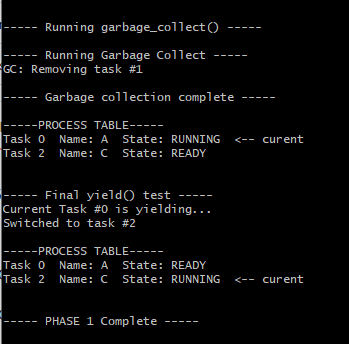 ----- Running garbage_collect() -----
----- Running Garbage Collect -----
GC: Removing task #1
----- Garbage collection complete -----
-----PROCESS TABLE-----
Task 0  Name: A  State: RUNNING  <-- curent
Task 2  Name: C  State: READY
----- Final yield() test -----
Current Task #0 is yielding...
Switched to task #2
-----PROCESS TABLE-----
Task 0  Name: A  State: READY
Task 2  Name: C  State: RUNNING  <-- curent
----- PHASE 1 Complete -----